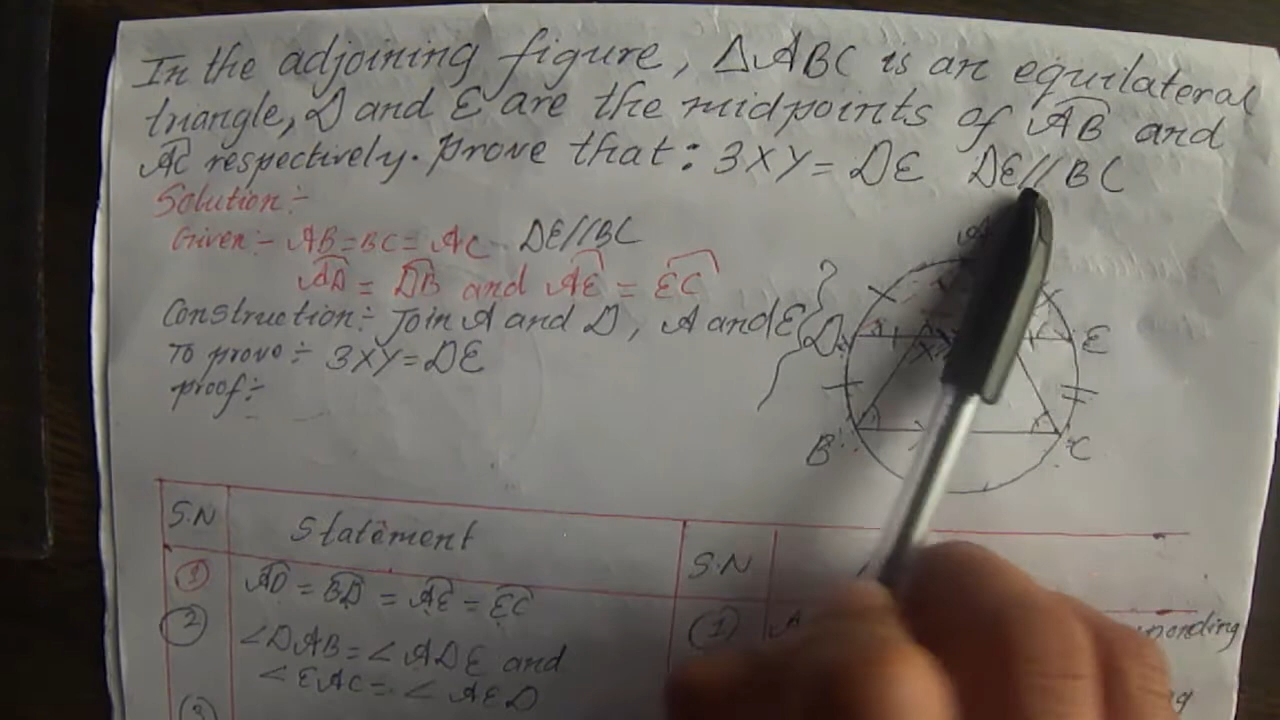 In the adjoining figure, △ABC is an equilateral
triangle, D and E are the midpoints of AB and
AC respectively. prove that: 3XY = DE DE//BC
Solution:-
Given:- AB=BC=AC DE//BC
AD = DB and AE = EC
Construction:- Join A and D, A and E
To prove:- 3XY=DE
proof:-
A
D
E
X
B
C
S.N Statement S.N
① AD = BD = AE = EC ①
② ∠DAB = ∠ADE and
∠EAC = ∠AED
③